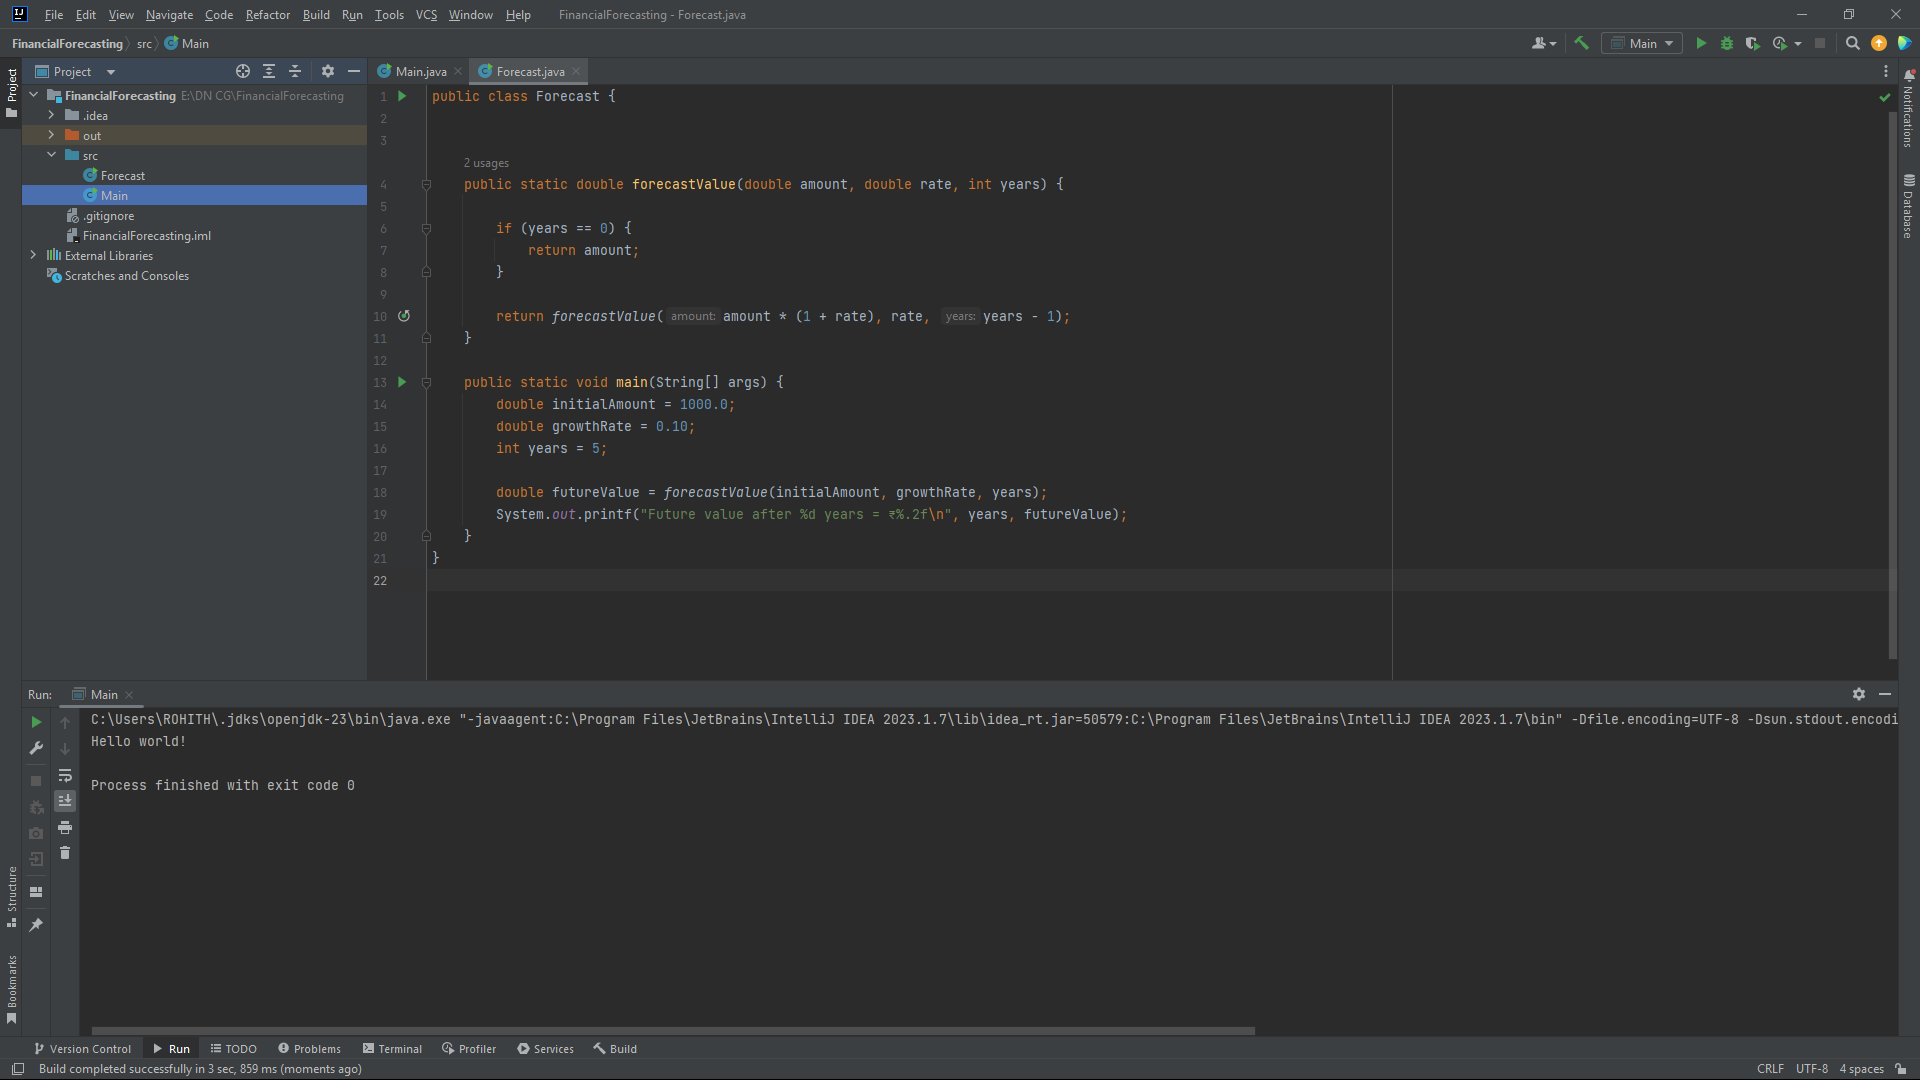 File Edit View Navigate Code Refactor Build Run Tools VCS Window Help FinancialForecasting - Forecast.java
FinancialForecasting src Main
Main
Project
Main.java
Forecast.java
Project
FinancialForecasting E:\DN CG\FinancialForecasting
.idea
out
src
Forecast
Main
.gitignore
FinancialForecasting.iml
External Libraries
Scratches and Consoles
1 public class Forecast {
2
3
2 usages
4 public static double forecastValue(double amount, double rate, int years) {
5
6 if (years == 0) {
7 return amount;
8 }
9
10 return forecastValue( amount: amount * (1 + rate), rate, years: years - 1);
11 }
12
13 public static void main(String[] args) {
14 double initialAmount = 1000.0;
15 double growthRate = 0.10;
16 int years = 5;
17
18 double futureValue = forecastValue(initialAmount, growthRate, years);
19 System.out.printf("Future value after %d years = ₹%.2f\n", years, futureValue);
20 }
21 }
22
Notifications
Database
Run: Main
C:\Users\ROHITH\.jdks\openjdk-23\bin\java.exe "-javaagent:C:\Program Files\JetBrains\IntelliJ IDEA 2023.1.7\lib\idea_rt.jar=50579:C:\Program Files\JetBrains\IntelliJ IDEA 2023.1.7\bin" -Dfile.encoding=UTF-8 -Dsun.stdout.encodi
Hello world!
Process finished with exit code 0
Structure
Bookmarks
Version Control Run TODO Problems Terminal Profiler Services Build
Build completed successfully in 3 sec, 859 ms (moments ago)
CRLF UTF-8 4 spaces